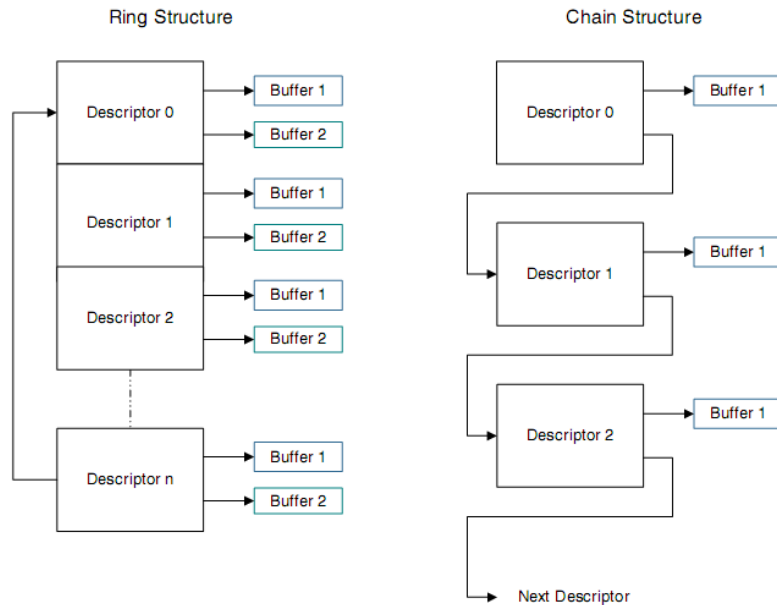 Ring Structure
Descriptor 0
Buffer 1
Buffer 2
Descriptor 1
Buffer 1
Buffer 2
Descriptor 2
Buffer 1
Buffer 2
Descriptor n
Buffer 1
Buffer 2
Chain Structure
Descriptor 0
Buffer 1
Descriptor 1
Buffer 1
Descriptor 2
Buffer 1
Next Descriptor